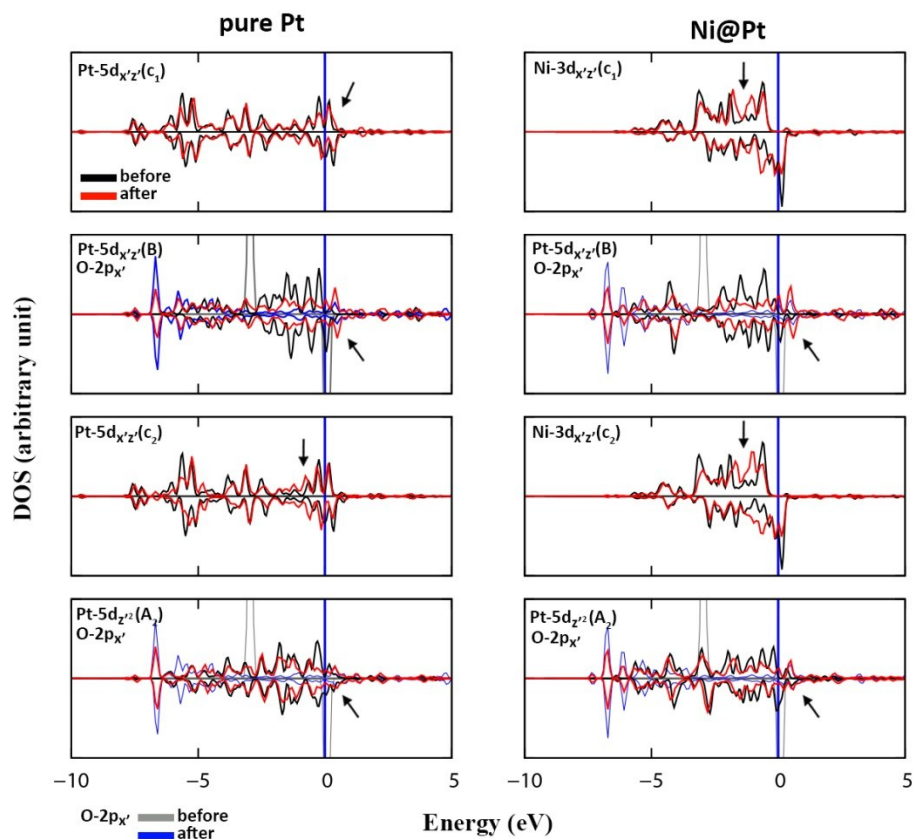 pure Pt
Ni@Pt
Pt-5dx'z'(c1)
before
after
Ni-3dx'z'(c1)
Pt-5dx'z'(B)
O-2px'
Pt-5dx'z'(B)
O-2px'
Pt-5dx'z'(c2)
Ni-3dx'z'(c2)
Pt-5dz'2(A2)
O-2px'
Pt-5dz'2(A2)
O-2px'
DOS (arbitrary unit)
−10 −5 0 5
−10 −5 0 5
O-2px' before
after
Energy (eV)